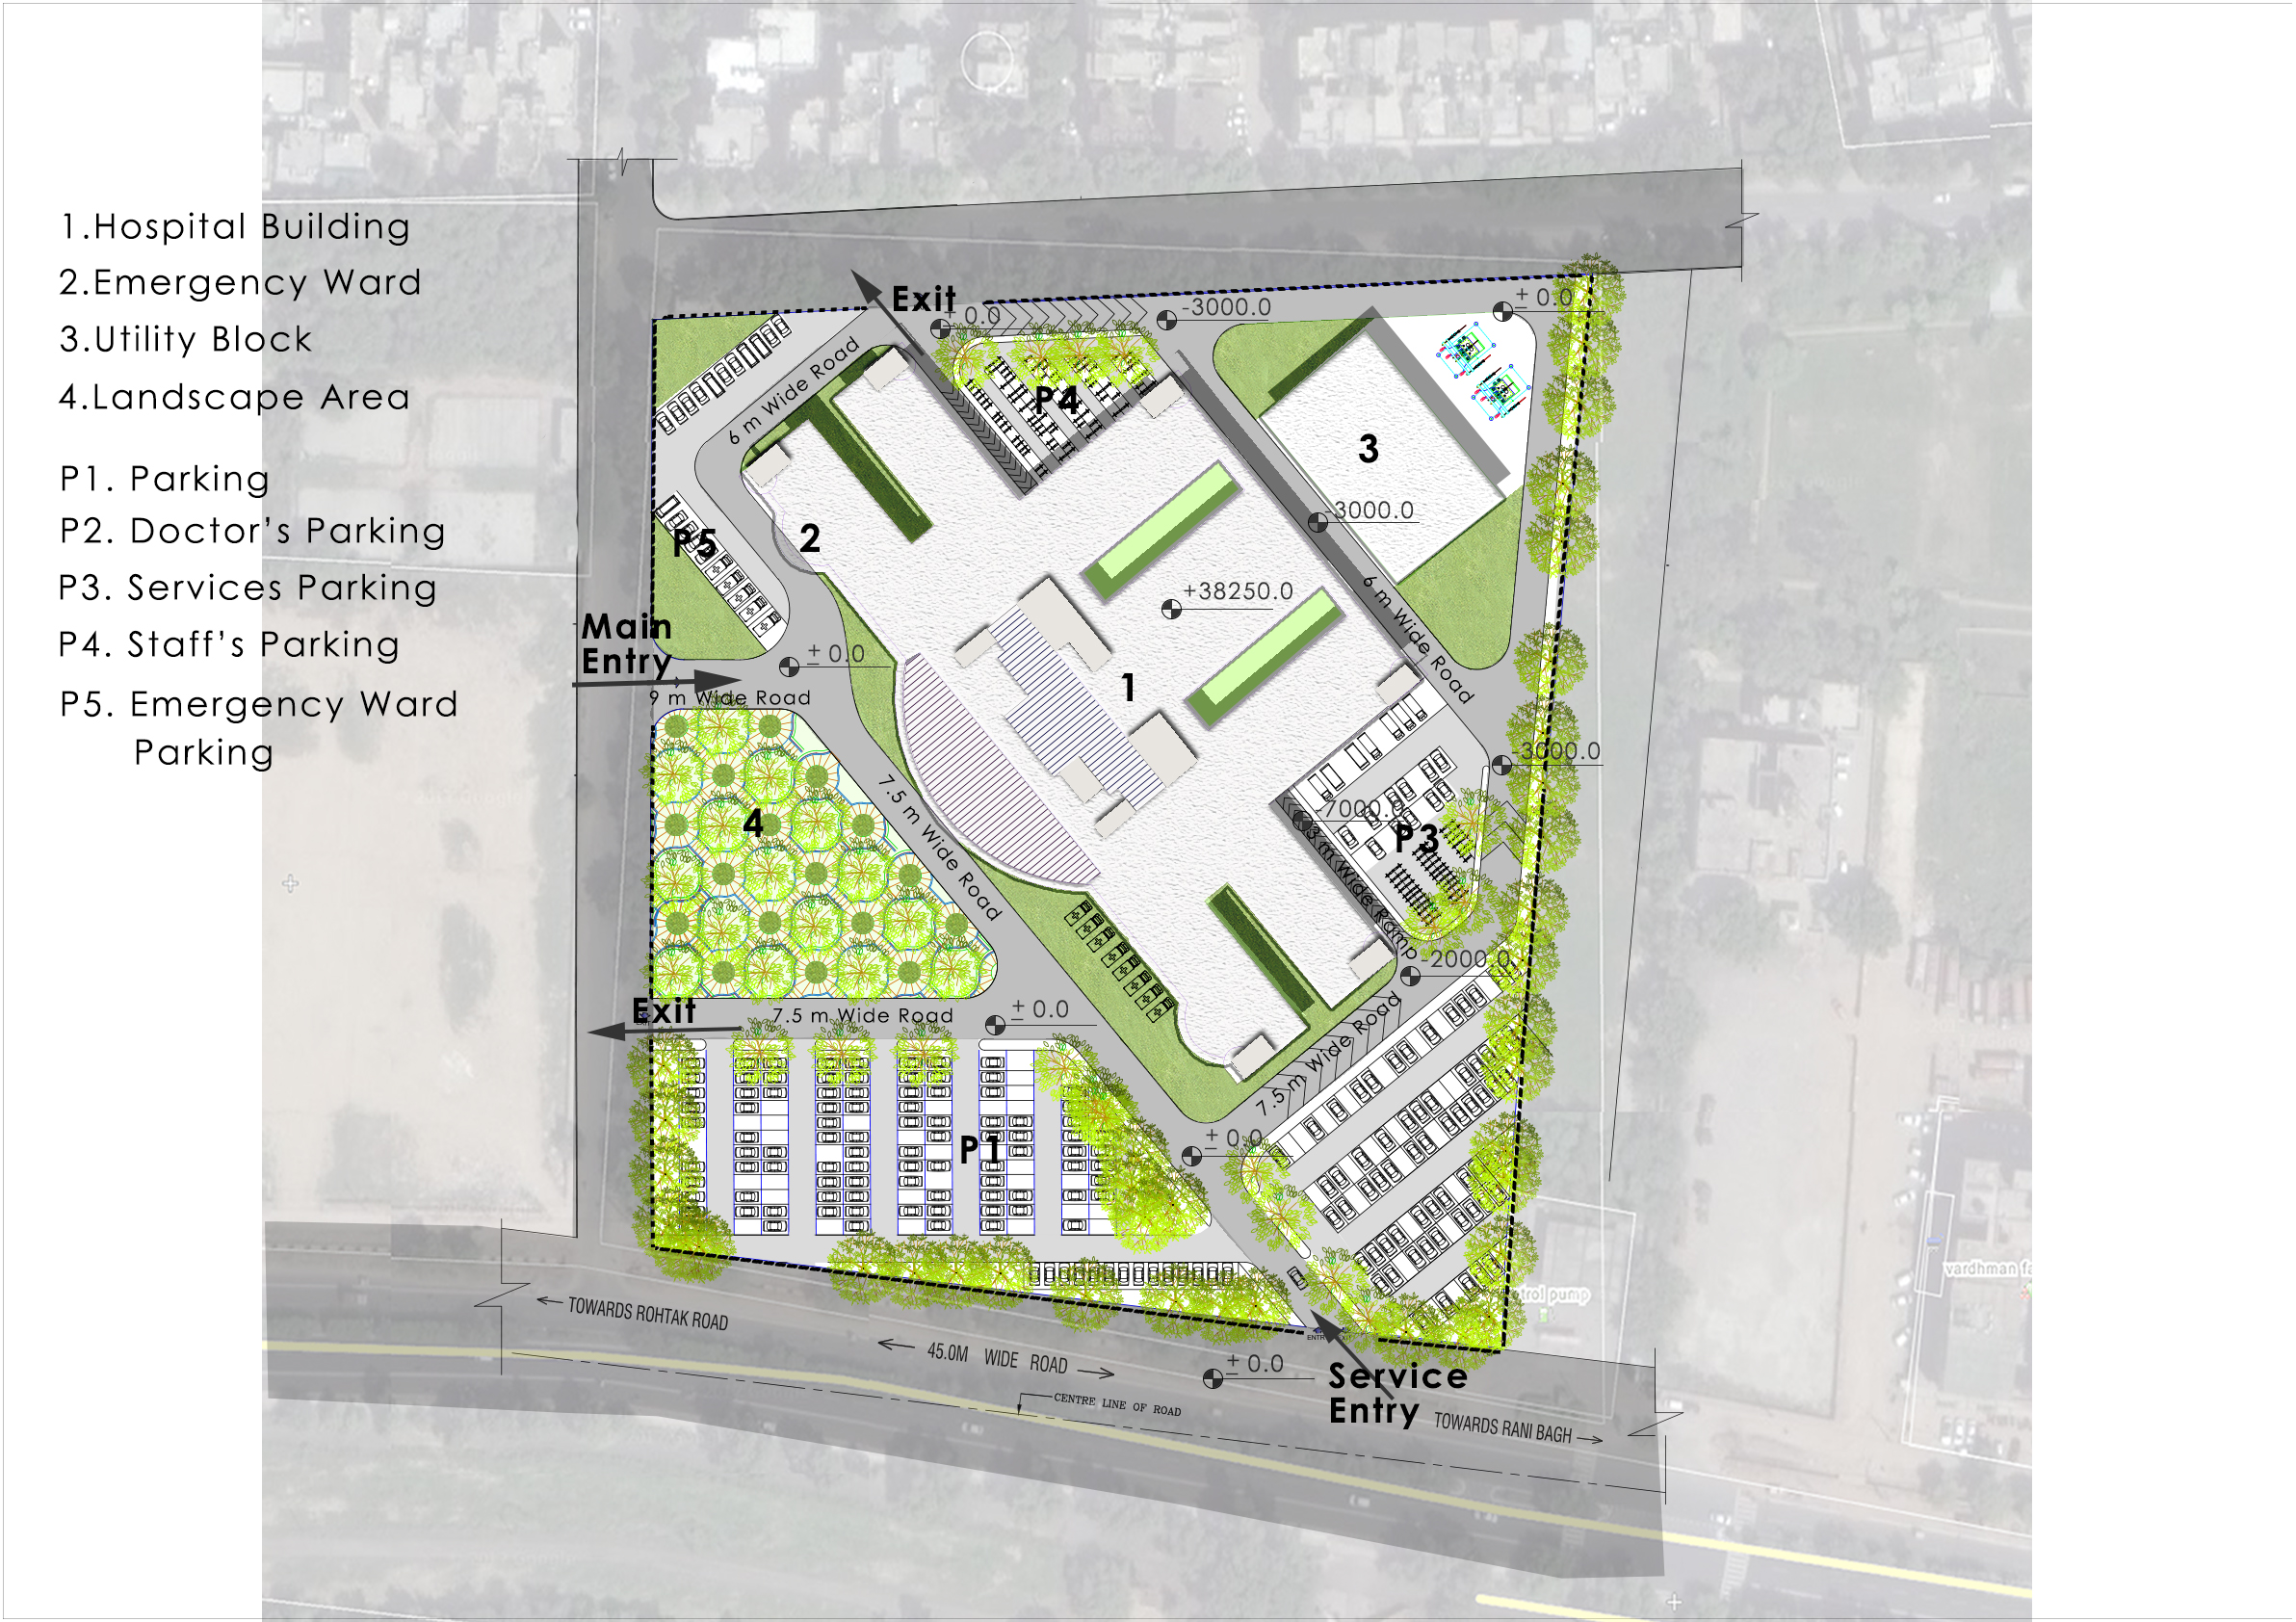 1.Hospital Building
2.Emergency Ward
3.Utility Block
4.Landscape Area
P1. Parking
P2. Doctor's Parking
P3. Services Parking
P4. Staff's Parking
P5. Emergency Ward
Parking
Exit
± 0.0
-3000.0
± 0.0
6 m Wide Road
P4
3
-3000.0
P5
2
+38250.0
6 m Wide Road
Main
Entry
± 0.0
9 m Wide Road
1
-3000.0
4
7.5 m Wide Road
-7000.0
P3
3 m Wide Ramp
-2000.0
Exit
7.5 m Wide Road
± 0.0
7.5 m Wide Road
P1
± 0.0
TOWARDS ROHTAK ROAD
45.0M WIDE ROAD
± 0.0
CENTRE LINE OF ROAD
Service
Entry
TOWARDS RANI BAGH
vardhman fa
trol pump